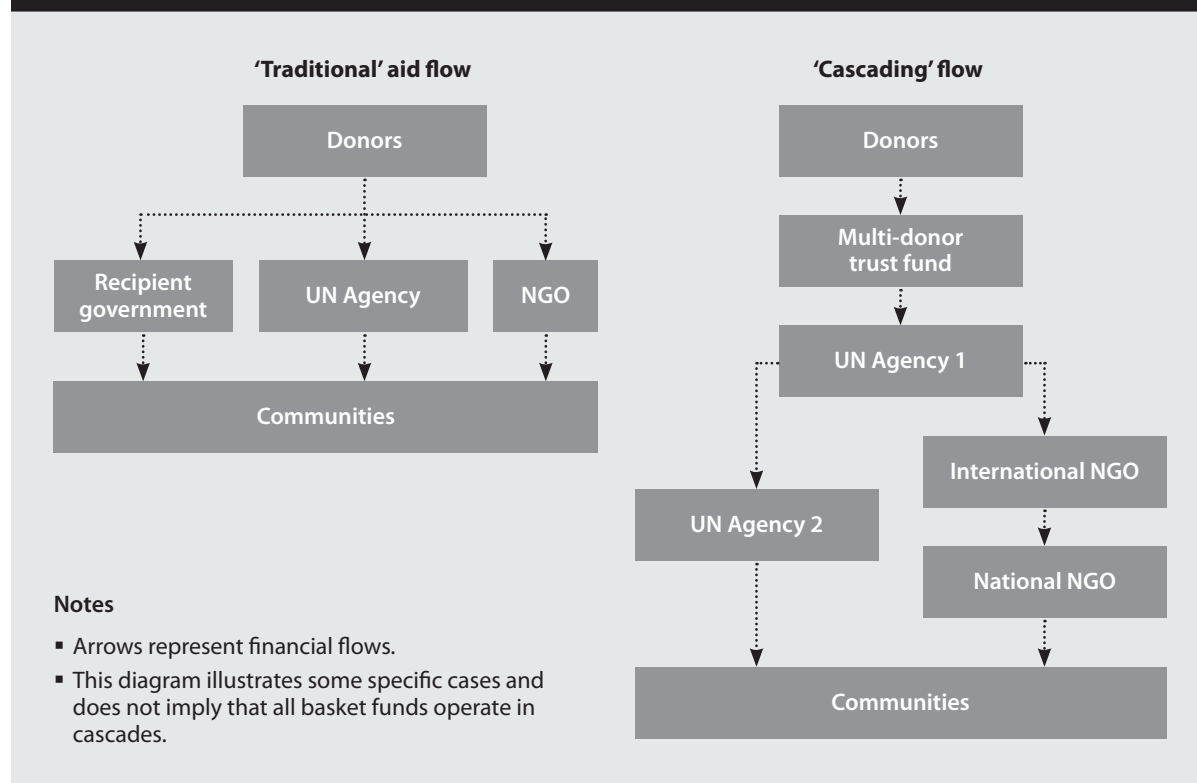 ‘Traditional’ aid flow
Donors
Recipient
government
UN Agency
NGO
Communities
‘Cascading’ flow
Donors
Multi-donor
trust fund
UN Agency 1
International NGO
UN Agency 2
National NGO
Communities
Notes
▪ Arrows represent financial flows.
▪ This diagram illustrates some specific cases and
does not imply that all basket funds operate in
cascades.